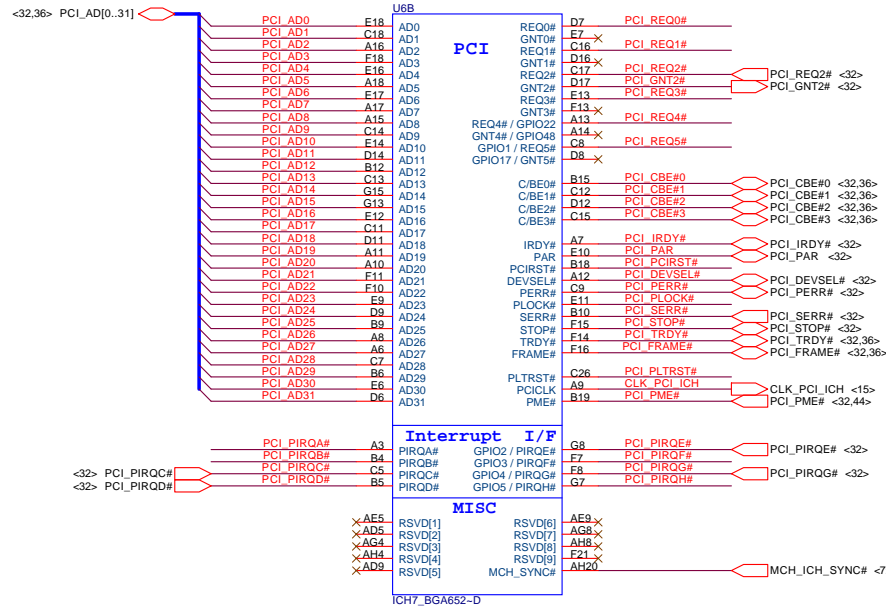 U6B
<32,36> PCI_AD[0..31]
PCI
PCI_AD0 E18 AD0 REQ0# D7 PCI_REQ0#
PCI_AD1 C18 AD1 GNT0# E7
PCI_AD2 A16 AD2 REQ1# C16 PCI_REQ1#
PCI_AD3 F18 AD3 GNT1# D16
PCI_AD4 E16 AD4 REQ2# C17 PCI_REQ2# PCI_REQ2# <32>
PCI_AD5 A18 AD5 GNT2# D17 PCI_GNT2# PCI_GNT2# <32>
PCI_AD6 E17 AD6 REQ3# E13 PCI_REQ3#
PCI_AD7 A17 AD7 GNT3# F13
PCI_AD8 A15 AD8 REQ4# / GPIO22 A13 PCI_REQ4#
PCI_AD9 C14 AD9 GNT4# / GPIO48 A14
PCI_AD10 E14 AD10 GPIO1 / REQ5# C8 PCI_REQ5#
PCI_AD11 D14 AD11 GPIO17 / GNT5# D8
PCI_AD12 B12 AD12
PCI_AD13 C13 AD13 C/BE0# B15 PCI_CBE#0 PCI_CBE#0 <32,36>
PCI_AD14 G15 AD14 C/BE1# C12 PCI_CBE#1 PCI_CBE#1 <32,36>
PCI_AD15 G13 AD15 C/BE2# D12 PCI_CBE#2 PCI_CBE#2 <32,36>
PCI_AD16 E12 AD16 C/BE3# C15 PCI_CBE#3 PCI_CBE#3 <32,36>
PCI_AD17 C11 AD17
PCI_AD18 D11 AD18 IRDY# A7 PCI_IRDY# PCI_IRDY# <32>
PCI_AD19 A11 AD19 PAR E10 PCI_PAR PCI_PAR <32>
PCI_AD20 A10 AD20 PCIRST# B18 PCI_PCIRST#
PCI_AD21 F11 AD21 DEVSEL# A12 PCI_DEVSEL# PCI_DEVSEL# <32>
PCI_AD22 F10 AD22 PERR# C9 PCI_PERR# PCI_PERR# <32>
PCI_AD23 E9 AD23 PLOCK# E11 PCI_PLOCK#
PCI_AD24 D9 AD24 SERR# B10 PCI_SERR# PCI_SERR# <32>
PCI_AD25 B9 AD25 STOP# F15 PCI_STOP# PCI_STOP# <32>
PCI_AD26 A8 AD26 TRDY# F14 PCI_TRDY# PCI_TRDY# <32,36>
PCI_AD27 A6 AD27 FRAME# F16 PCI_FRAME# PCI_FRAME# <32,36>
PCI_AD28 C7 AD28
PCI_AD29 B6 AD29 PLTRST# C26 PCI_PLTRST#
PCI_AD30 E6 AD30 PCICLK A9 CLK_PCI_ICH CLK_PCI_ICH <15>
PCI_AD31 D6 AD31 PME# B19 PCI_PME# PCI_PME# <32,44>
Interrupt I/F
PCI_PIRQA# A3 PIRQA# GPIO2 / PIRQE# G8 PCI_PIRQE# PCI_PIRQE# <32>
PCI_PIRQB# B4 PIRQB# GPIO3 / PIRQF# F7 PCI_PIRQF#
<32> PCI_PIRQC# PCI_PIRQC# C5 PIRQC# GPIO4 / PIRQG# F8 PCI_PIRQG# PCI_PIRQG# <32>
<32> PCI_PIRQD# PCI_PIRQD# B5 PIRQD# GPIO5 / PIRQH# G7 PCI_PIRQH#
MISC
AE5 RSVD[1] RSVD[6] AE9
AD5 RSVD[2] RSVD[7] AG8
AG4 RSVD[3] RSVD[8] AH8
AH4 RSVD[4] RSVD[9] F21
AD9 RSVD[5] MCH_SYNC# AH20 MCH_ICH_SYNC# <7
ICH7_BGA652~D